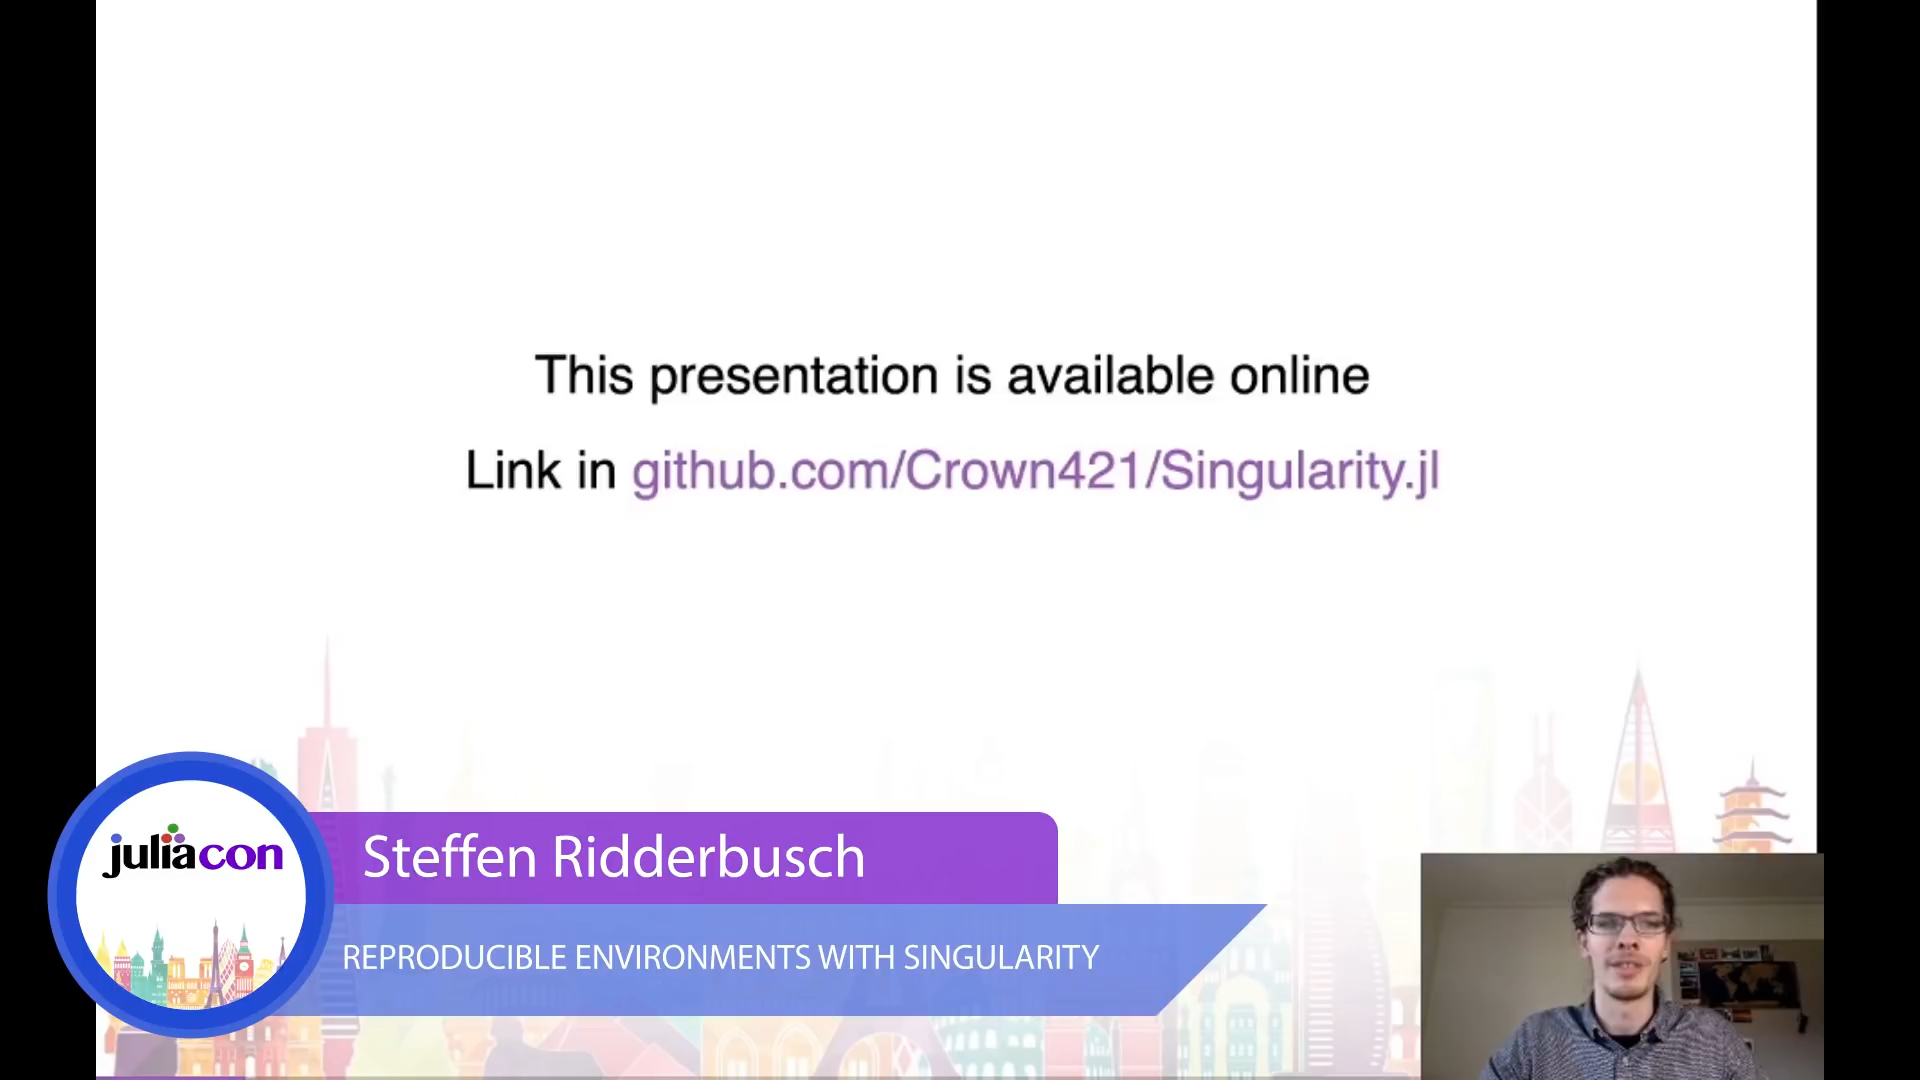 This presentation is available online
Link in github.com/Crown421/Singularity.jl
juliacon
Steffen Ridderbusch
REPRODUCIBLE ENVIRONMENTS WITH SINGULARITY